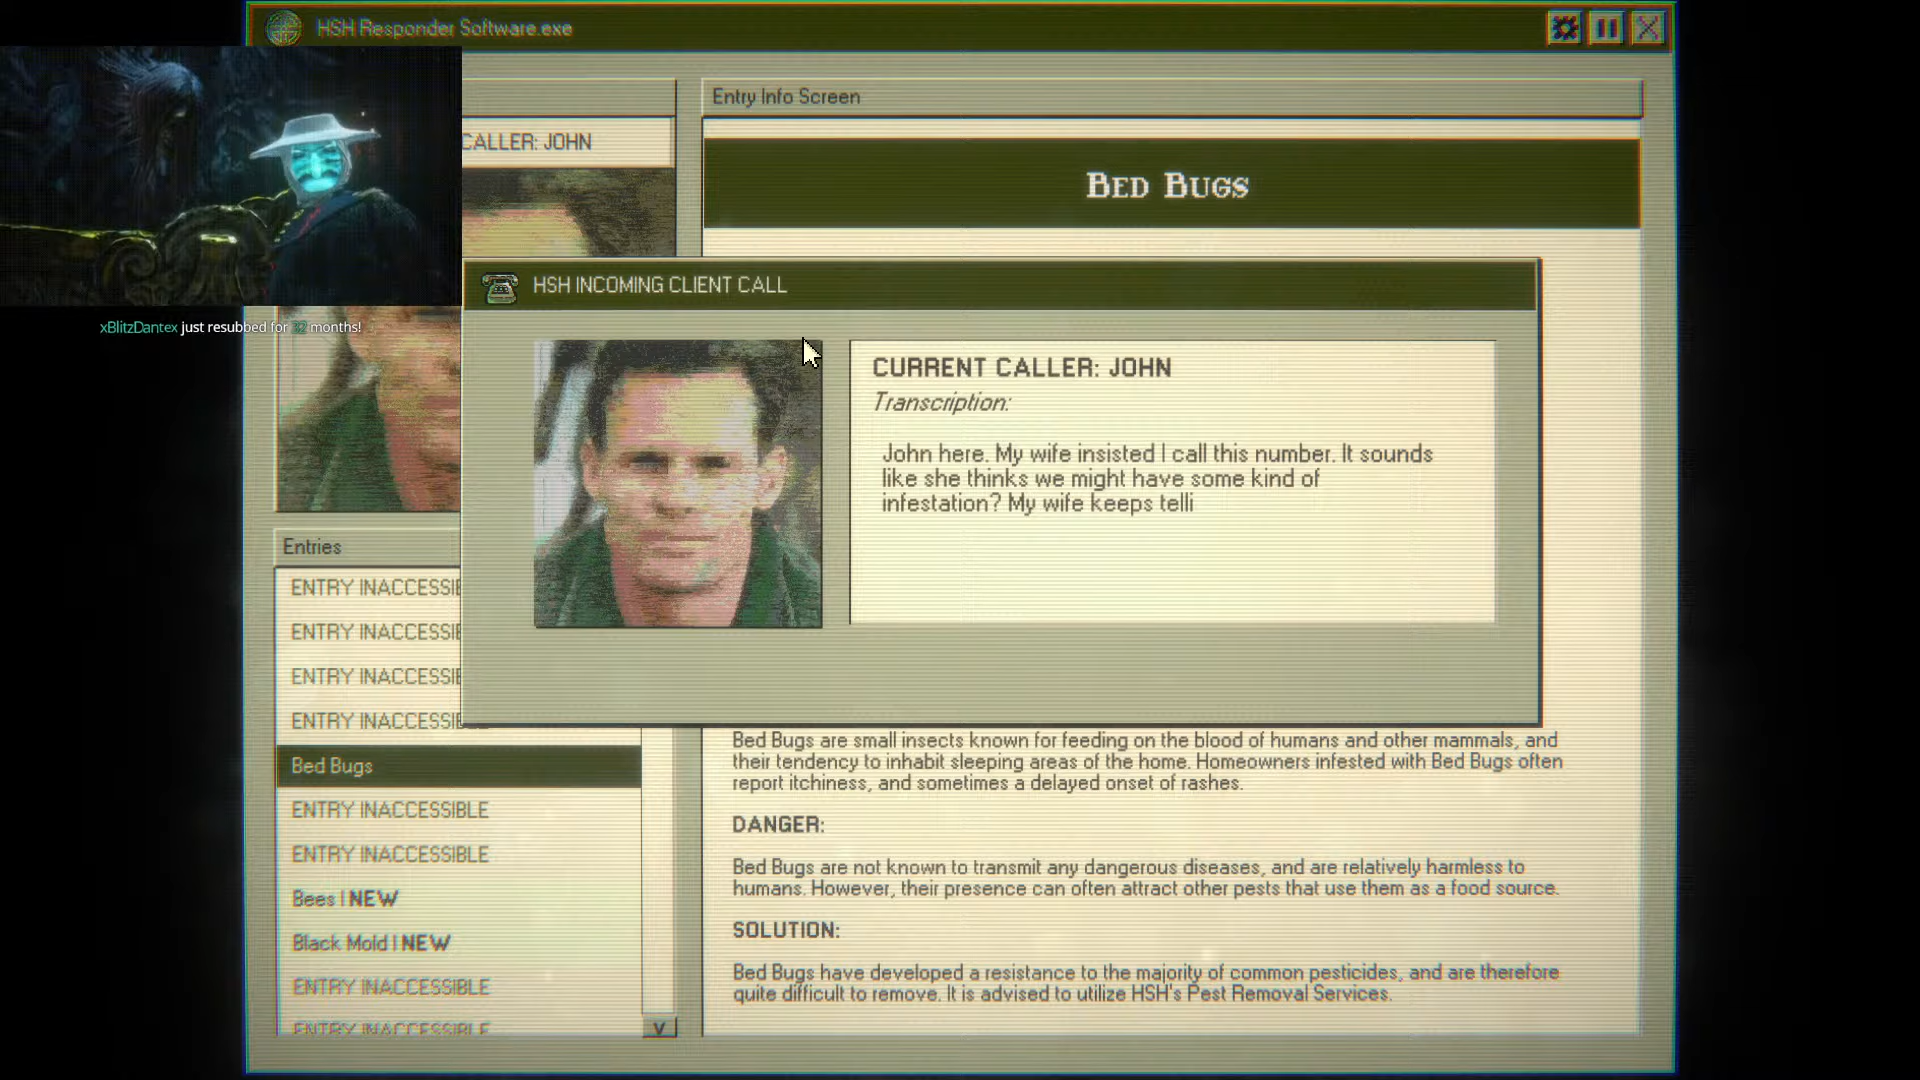 HSH Responder Software.exe
CALLER: JOHN
Entry Info Screen
BED BUGS
HSH INCOMING CLIENT CALL
xBlitzDantex just resubbed for 32 months!
CURRENT CALLER: JOHN
Transcription:
John here. My wife insisted I call this number. It sounds
like she thinks we might have some kind of
infestation? My wife keeps telli
Entries
ENTRY INACCESSIB
ENTRY INACCESSIB
ENTRY INACCESSIB
ENTRY INACCESSIBLE
Bed Bugs
ENTRY INACCESSIBLE
ENTRY INACCESSIBLE
Bees | NEW
Black Mold | NEW
ENTRY INACCESSIBLE
ENTRY INACCESSIBLE
V
Bed Bugs are small insects known for feeding on the blood of humans and other mammals, and
their tendency to inhabit sleeping areas of the home. Homeowners infested with Bed Bugs often
report itchiness, and sometimes a delayed onset of rashes.
DANGER:
Bed Bugs are not known to transmit any dangerous diseases, and are relatively harmless to
humans. However, their presence can often attract other pests that use them as a food source.
SOLUTION:
Bed Bugs have developed a resistance to the majority of common pesticides, and are therefore
quite difficult to remove. It is advised to utilize HSH's Pest Removal Services.